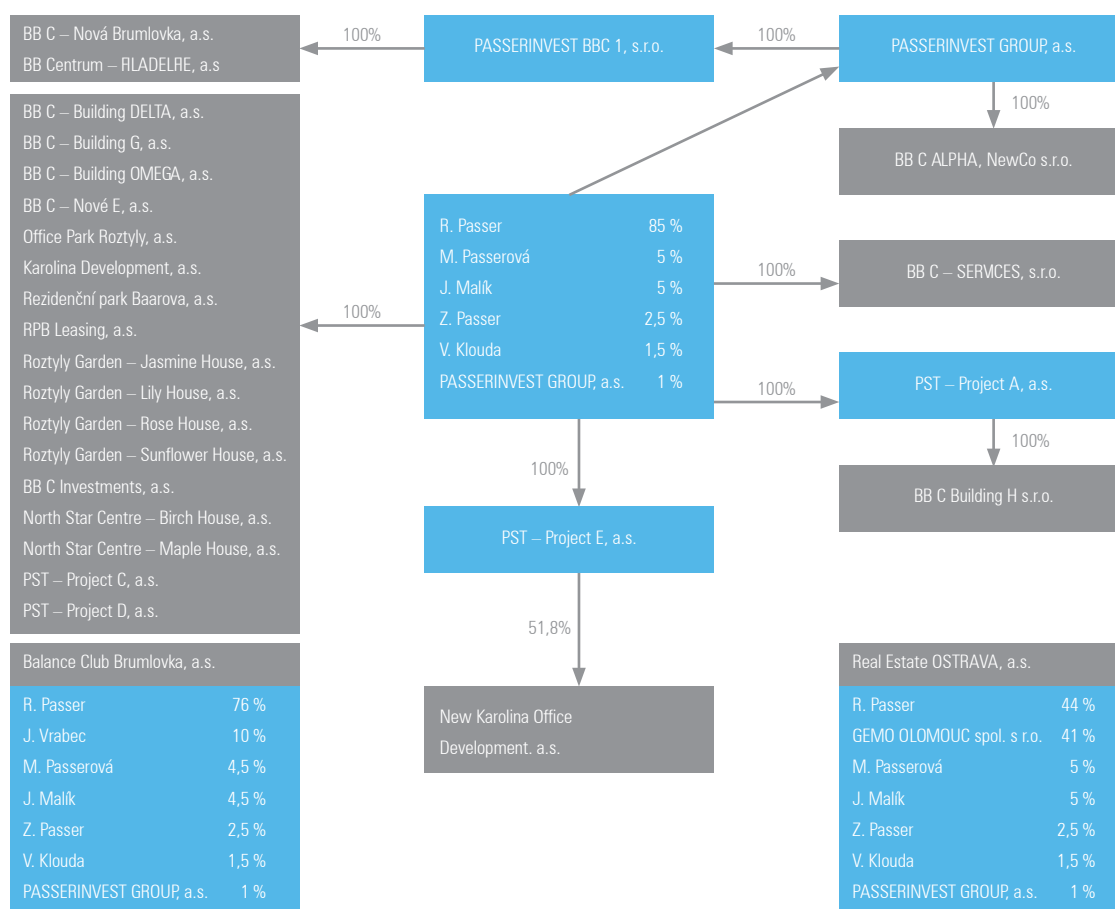 BB C – Nová Brumlovka, a.s.
BB Centrum – FILADELFIE, a.s
100%
PASSERINVEST BBC 1, s.r.o.
100%
PASSERINVEST GROUP, a.s.
100%
BB C ALPHA, NewCo s.r.o.
BB C – Building DELTA, a.s.
BB C – Building G, a.s.
BB C – Building OMEGA, a.s.
BB C – Nové E, a.s.
Office Park Roztyly, a.s.
Karolina Development, a.s.
Rezidenční park Baarova, a.s.
RPB Leasing, a.s.
Roztyly Garden – Jasmine House, a.s.
Roztyly Garden – Lily House, a.s.
Roztyly Garden – Rose House, a.s.
Roztyly Garden – Sunflower House, a.s.
BB C Investments, a.s.
North Star Centre – Birch House, a.s.
North Star Centre – Maple House, a.s.
PST – Project C, a.s.
PST – Project D, a.s.
100%
R. Passer 85 %
M. Passerová 5 %
J. Malík 5 %
Z. Passer 2,5 %
V. Klouda 1,5 %
PASSERINVEST GROUP, a.s. 1 %
100%
BB C – SERVICES, s.r.o.
100%
PST – Project A, a.s.
100%
BB C Building H s.r.o.
100%
PST – Project E, a.s.
51,8%
New Karolina Office
Development. a.s.
Balance Club Brumlovka, a.s.
R. Passer 76 %
J. Vrabec 10 %
M. Passerová 4,5 %
J. Malík 4,5 %
Z. Passer 2,5 %
V. Klouda 1,5 %
PASSERINVEST GROUP, a.s. 1 %
Real Estate OSTRAVA, a.s.
R. Passer 44 %
GEMO OLOMOUC spol. s r.o. 41 %
M. Passerová 5 %
J. Malík 5 %
Z. Passer 2,5 %
V. Klouda 1,5 %
PASSERINVEST GROUP, a.s. 1 %